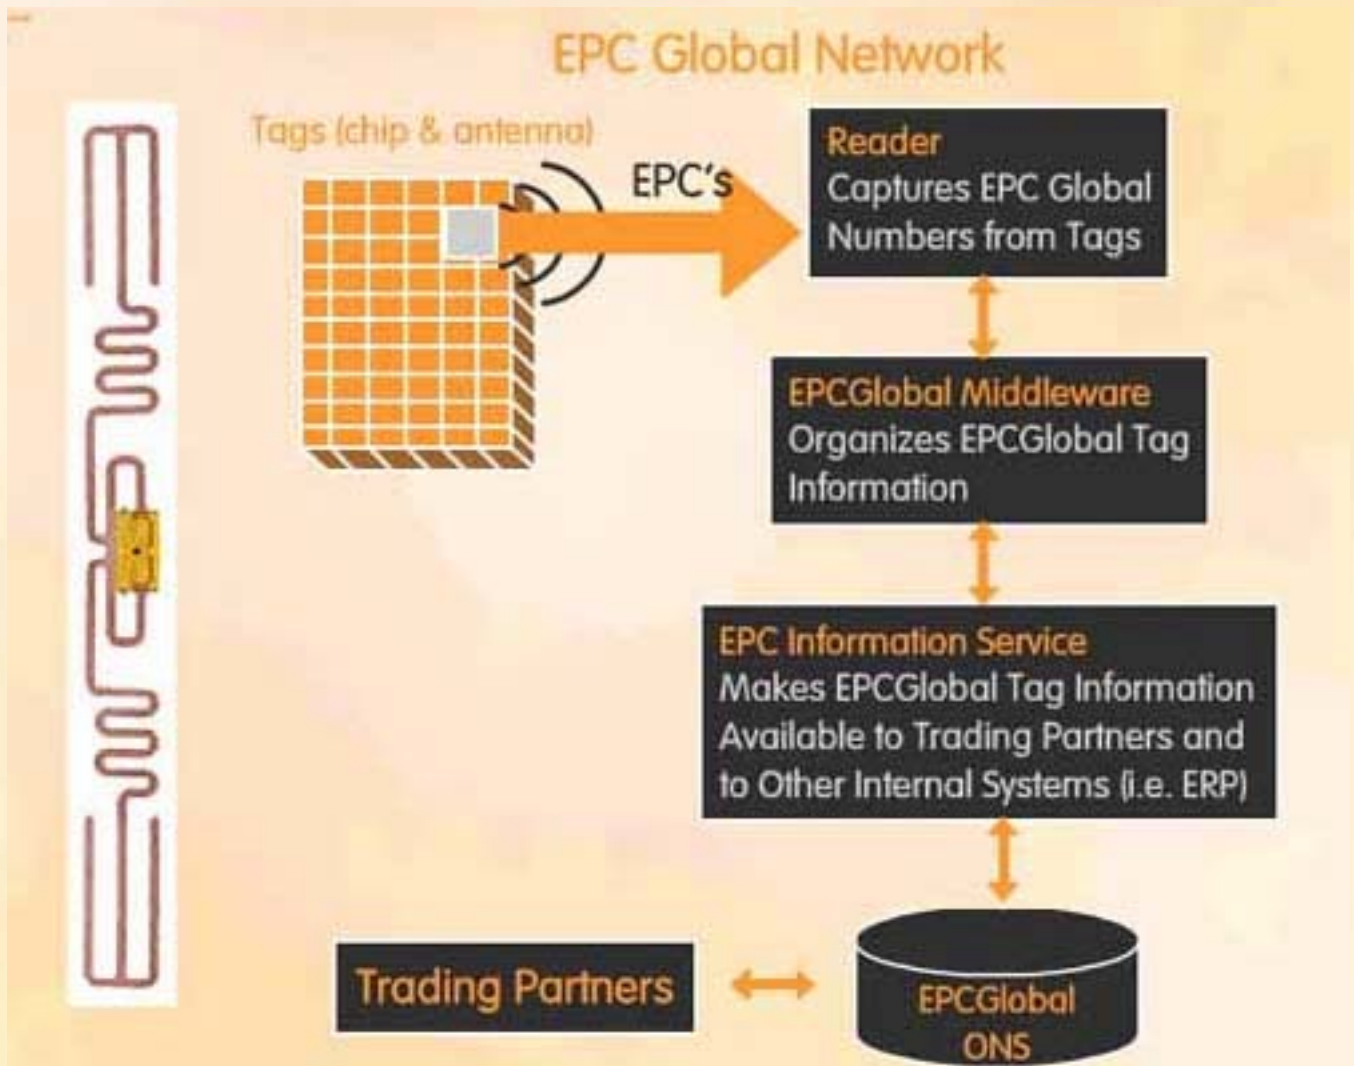 EPC Global Network
Tags (chip & antenna)
EPC's
Reader
Captures EPC Global
Numbers from Tags
EPCGlobal Middleware
Organizes EPCGlobal Tag
Information
EPC Information Service
Makes EPCGlobal Tag Information
Available to Trading Partners and
to Other Internal Systems (i.e. ERP)
Trading Partners
EPCGlobal
ONS